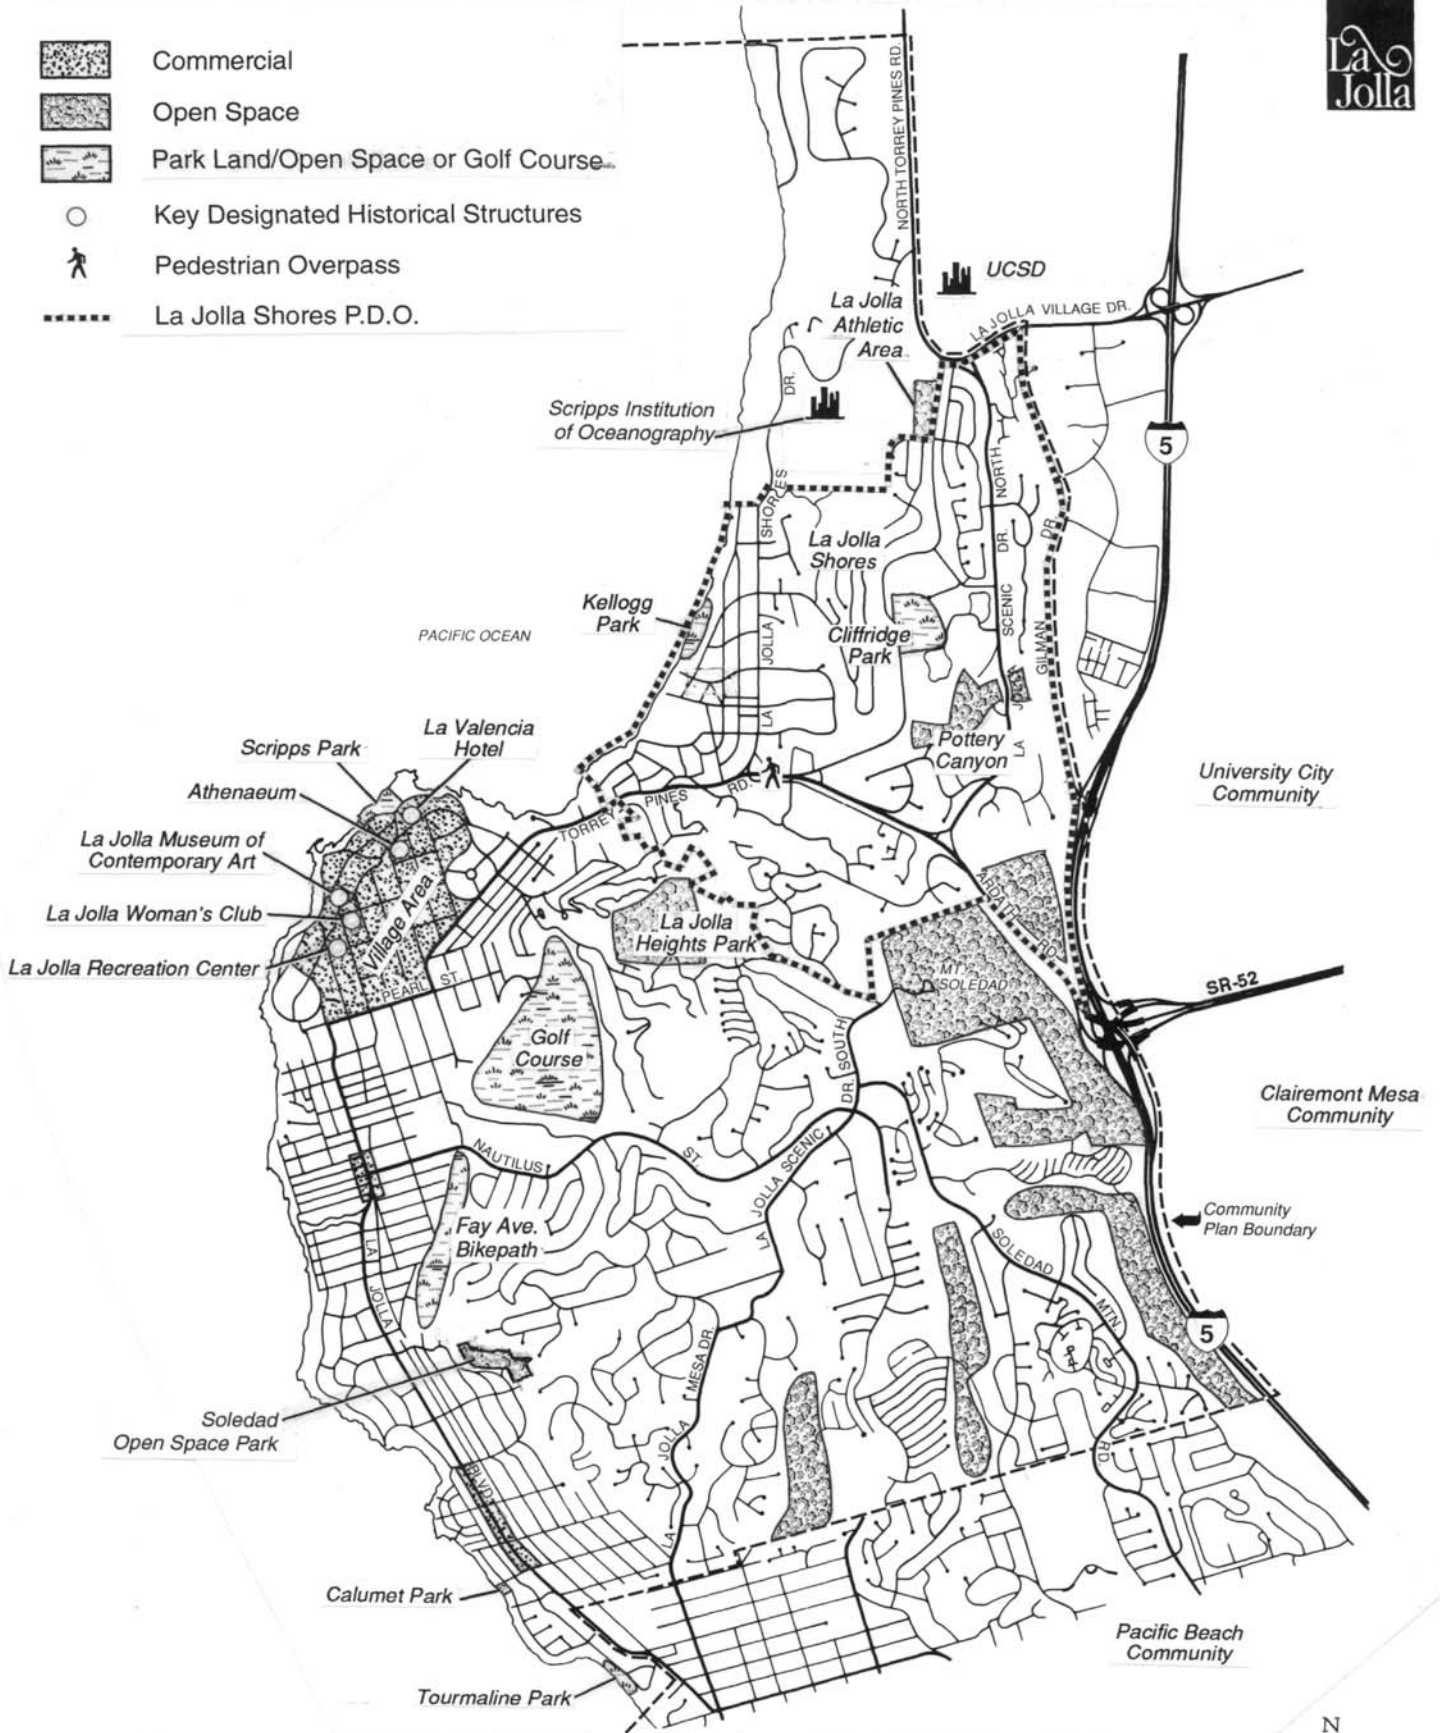 La Jolla
Commercial
Open Space
Park Land/Open Space or Golf Course
Key Designated Historical Structures
Pedestrian Overpass
La Jolla Shores P.D.O.
NORTH TORREY PINES RD.
UCSD
La Jolla
Athletic
Area
LA JOLLA VILLAGE DR.
DR.
Scripps Institution
of Oceanography
5
NORTH
SHORES
DR.
DR.
La Jolla
Shores
Kellogg
Park
SCENIC
PACIFIC OCEAN
Cliffridge
Park
JOLLA
GILMAN
JOLLA
LA
La Valencia
Hotel
Scripps Park
Pottery
Canyon
LA
University City
Community
Athenaeum
PINES
RD.
TORREY
La Jolla Museum of
Contemporary Art
Village Area
ARDATH
RD.
La Jolla Woman's Club
La Jolla
Heights Park
La Jolla Recreation Center
MT.
SOLEDAD
PEARL ST.
SR-52
Golf
Course
DR. SOUTH
Clairemont Mesa
Community
NAUTILUS
ST.
LA JOLLA SCENIC
Community
Plan Boundary
Fay Ave.
Bikepath
LA
SOLEDAD
JOLLA
MTN.
5
MESA DR.
Soledad
Open Space Park
JOLLA
RD.
BLVD.
LA
Calumet Park
Pacific Beach
Community
Tourmaline Park
N